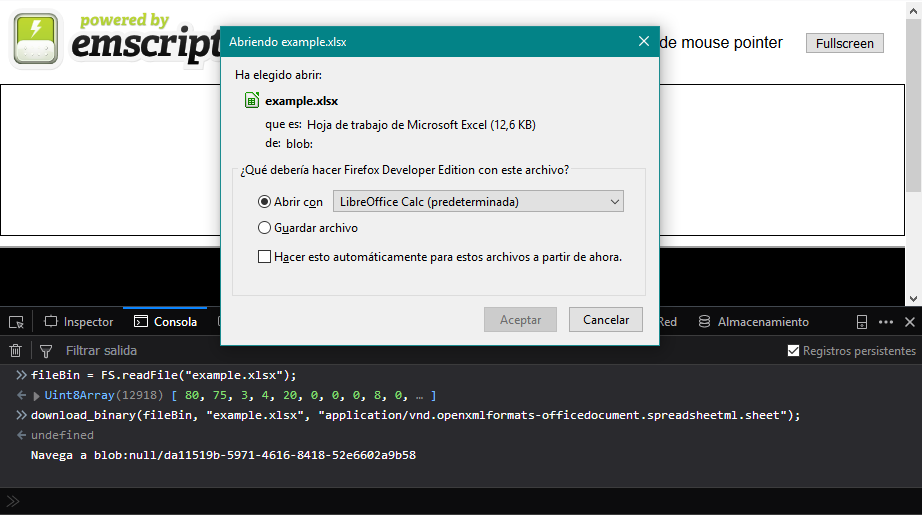 powered by
emscript
de mouse pointer
Fullscreen
Abriendo example.xlsx
Ha elegido abrir:
example.xlsx
que es: Hoja de trabajo de Microsoft Excel (12,6 KB)
de: blob:
¿Qué debería hacer Firefox Developer Edition con este archivo?
Abrir con LibreOffice Calc (predeterminada)
Guardar archivo
Hacer esto automáticamente para estos archivos a partir de ahora.
Aceptar Cancelar
Inspector Consola Red Almacenamiento
Filtrar salida Registros persistentes
fileBin = FS.readFile("example.xlsx");
Uint8Array(12918) [ 80, 75, 3, 4, 20, 0, 0, 0, 8, 0, … ]
download_binary(fileBin, "example.xlsx", "application/vnd.openxmlformats-officedocument.spreadsheetml.sheet");
undefined
Navega a blob:null/da11519b-5971-4616-8418-52e6602a9b58